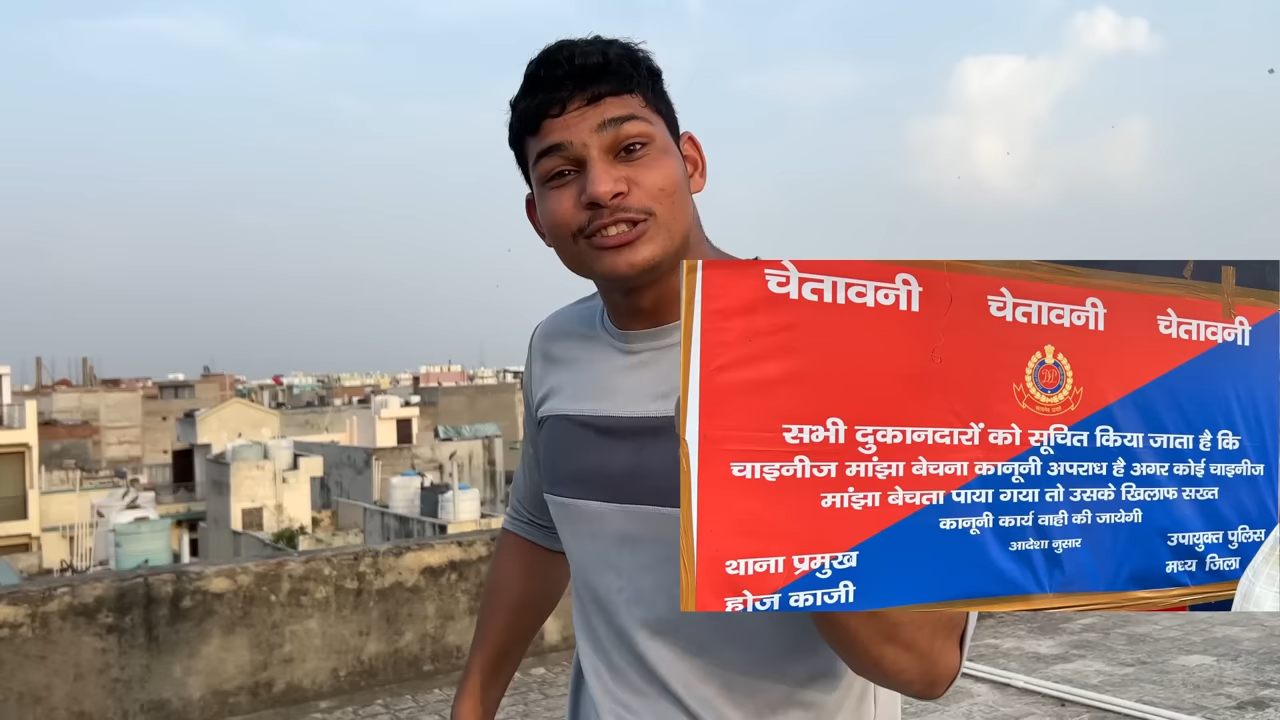 चेतावनी चेतावनी चेतावनी
सभी दुकानदारों को सूचित किया जाता है कि
चाइनीज मांझा बेचना कानूनी अपराध है अगर कोई चाइनीज
मांझा बेचता पाया गया तो उसके खिलाफ सख्त
कानूनी कार्य वाही की जायेगी
आदेशा नुसार
थाना प्रमुख
होज काजी
उपायुक्त पुलिस
मध्य जिला